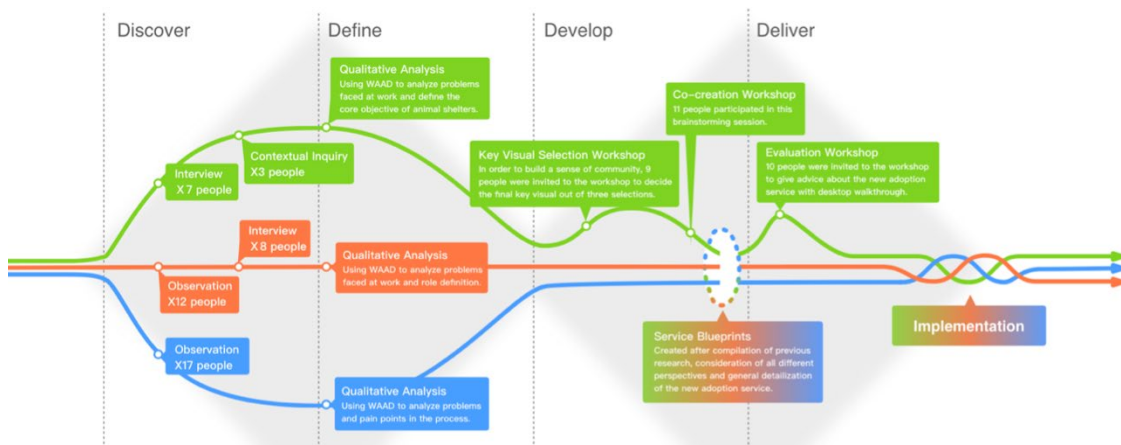 Discover
Define
Develop
Deliver
Qualitative Analysis
Using WAAD to analyze problems
faced at work and define the
core objective of animal shelters.
Co-creation Workshop
11 people participated in this
brainstorming session.
Contextual Inquiry
X3 people
Interview
X7 people
Key Visual Selection Workshop
In order to build a sense of community, 9
people were invited to the workshop to decide
the final key visual out of three selections.
Evaluation Workshop
10 people were invited to the workshop
to give advice about the new adoption
service with desktop walkthrough.
Interview
X8 people
Observation
X12 people
Qualitative Analysis
Using WAAD to analyze problems
faced at work and role definition.
Observation
X17 people
Qualitative Analysis
Using WAAD to analyze problems
and pain points in the process.
Service Blueprints
Created after compilation of previous
research, consideration of all different
perspectives and general detailization
of the new adoption service.
Implementation